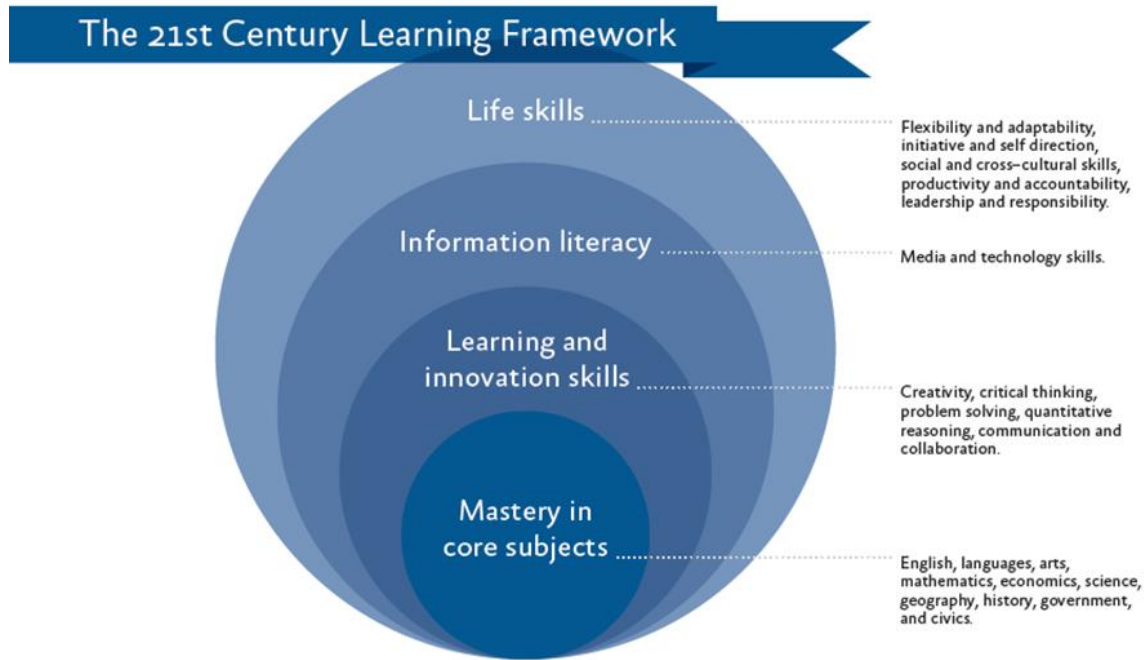 The 21st Century Learning Framework
Life skills
Flexibility and adaptability,
initiative and self direction,
social and cross–cultural skills,
productivity and accountability,
leadership and responsibility.
Information literacy
Media and technology skills.
Learning and
innovation skills
Creativity, critical thinking,
problem solving, quantitative
reasoning, communication and
collaboration.
Mastery in
core subjects
English, languages, arts,
mathematics, economics, science,
geography, history, government,
and civics.